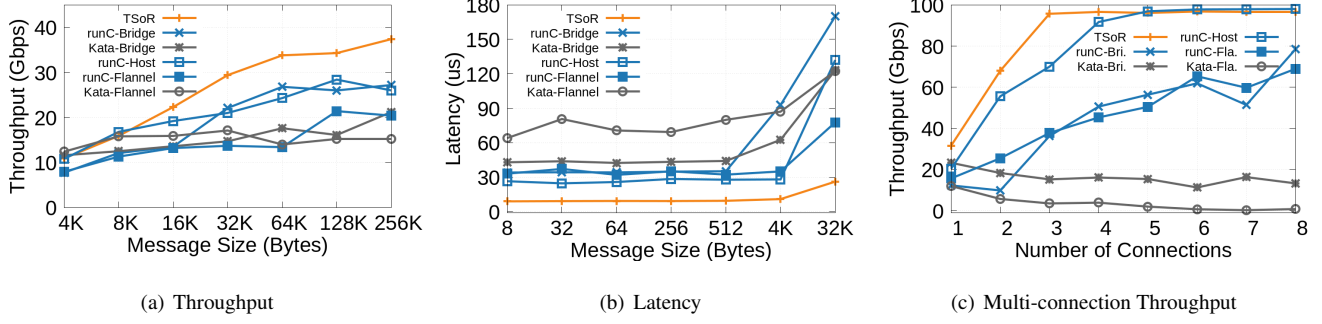 Throughput (Gbps)
40
30
20
10
0
TSoR
runC-Bridge
Kata-Bridge
runC-Host
runC-Flannel
Kata-Flannel
4K 8K 16K 32K 64K 128K 256K
Message Size (Bytes)
(a) Throughput
Latency (us)
180
150
120
90
60
30
0
TSoR
runC-Bridge
Kata-Bridge
runC-Host
runC-Flannel
Kata-Flannel
8 32 64 256 512 4K 32K
Message Size (Bytes)
(b) Latency
Throughput (Gbps)
100
80
60
40
20
0
TSoR runC-Host
runC-Bri. runC-Fla.
Kata-Bri. Kata-Fla.
1 2 3 4 5 6 7 8
Number of Connections
(c) Multi-connection Throughput